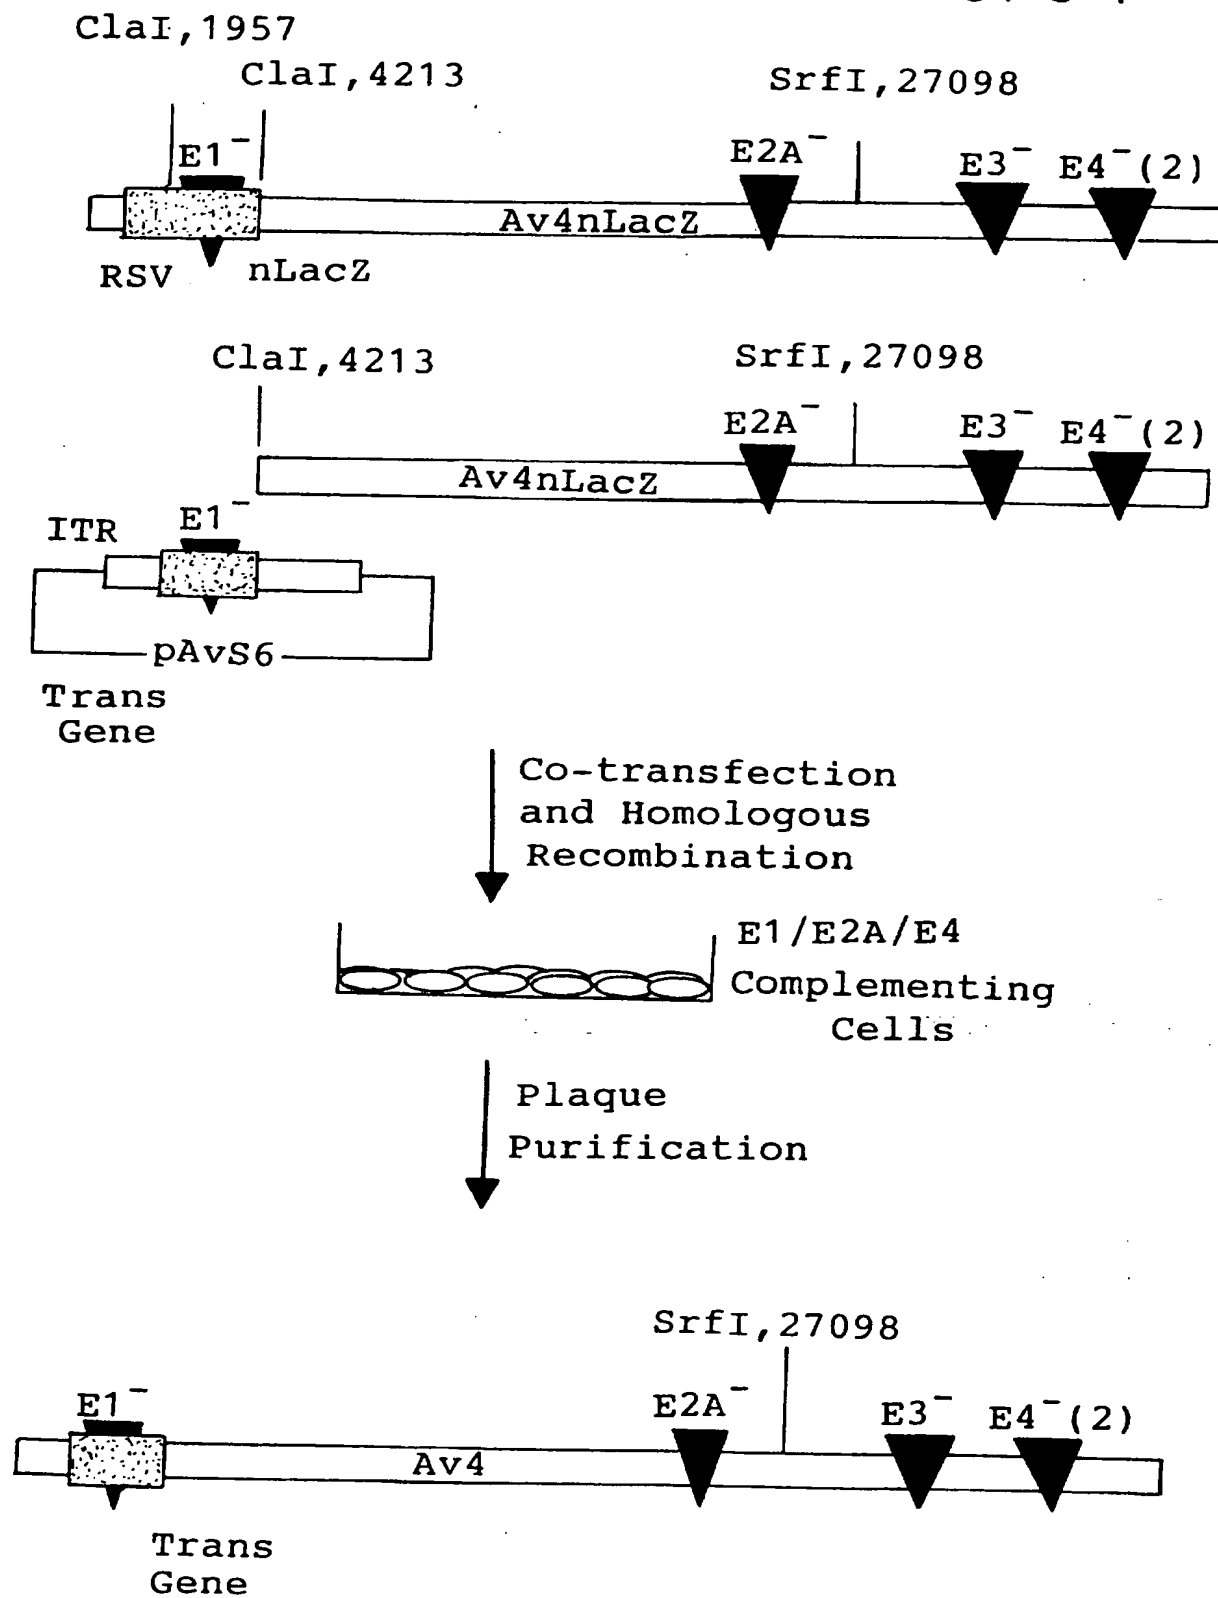 ClaI,1957
ClaI,4213
SrfI,27098
E1⁻
E2A⁻
E3⁻
E4⁻(2)
Av4nLacZ
RSV
nLacZ
ClaI,4213
SrfI,27098
E2A⁻
E3⁻
E4⁻(2)
Av4nLacZ
ITR
E1⁻
pAvS6
Trans
Gene
Co-transfection
and Homologous
Recombination
E1/E2A/E4
Complementing
Cells
Plaque
Purification
SrfI,27098
E1⁻
E2A⁻
E3⁻
E4⁻(2)
Av4
Trans
Gene